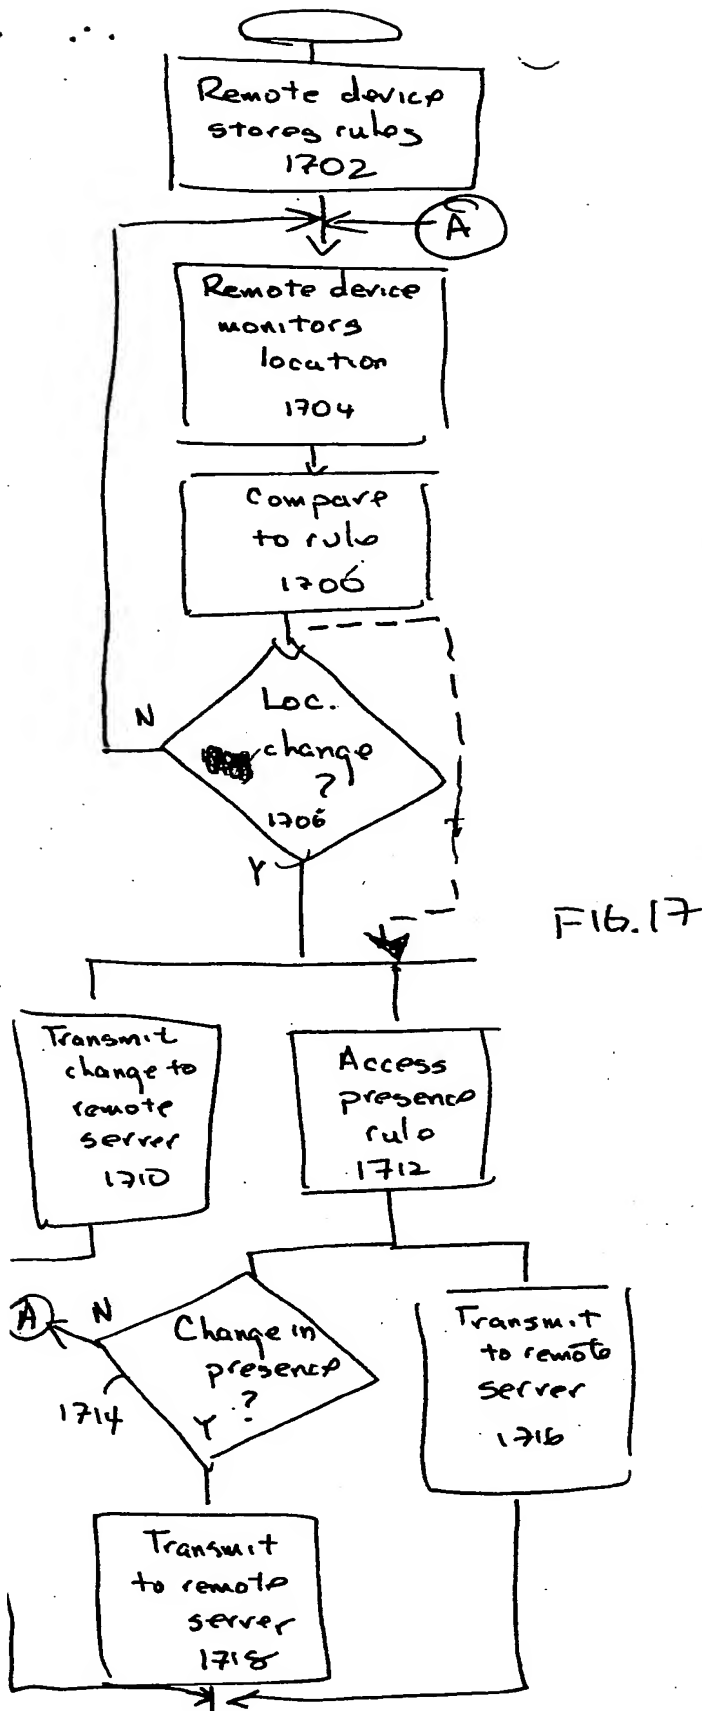 Remote device
stores rules
1702
A
Remote device
monitors
location
1704
Compare
to rule
1706
N
Loc.
change
?
1706
Y
FIG.17
Transmit
change to
remote
server
1710
Access
presence
rule
1712
A
N
Change in
presence
?
Y
1714
Transmit
to remote
server
1716
Transmit
to remote
server
1718